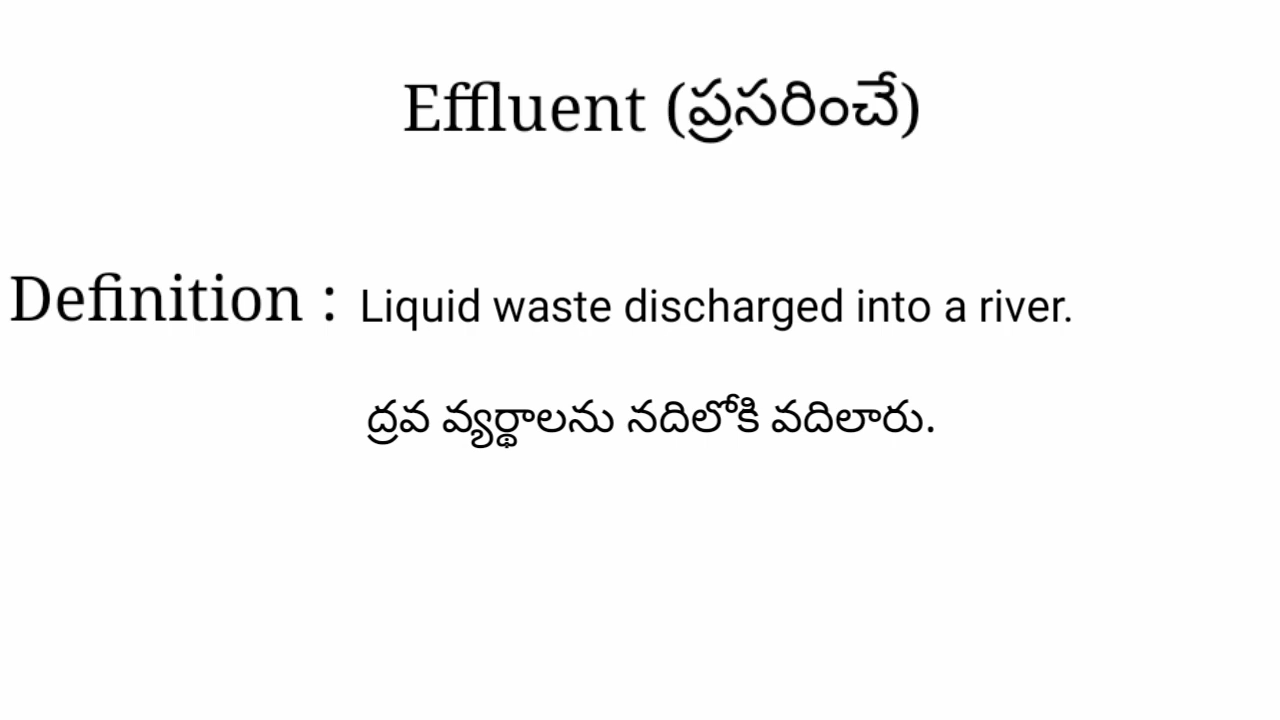 Effluent (ప్రసరించే)
Definition : Liquid waste discharged into a river.
ద్రవ వ్యర్థాలను నదిలోకి వదిలారు.